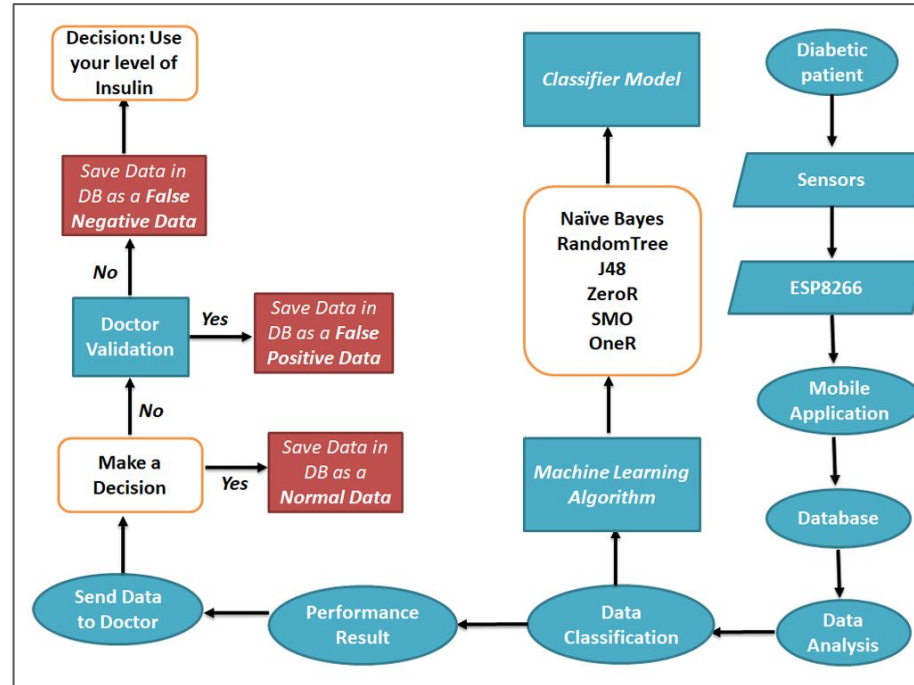 Decision: Use
your level of
Insulin
Save Data in
DB as a False
Negative Data
No
Doctor
Validation
Yes
Save Data in
DB as a False
Positive Data
No
Make a
Decision
Yes
Save Data in
DB as a
Normal Data
Send Data
to Doctor
Performance
Result
Classifier Model
Naïve Bayes
RandomTree
J48
ZeroR
SMO
OneR
Machine Learning
Algorithm
Data
Classification
Diabetic
patient
Sensors
ESP8266
Mobile
Application
Database
Data
Analysis